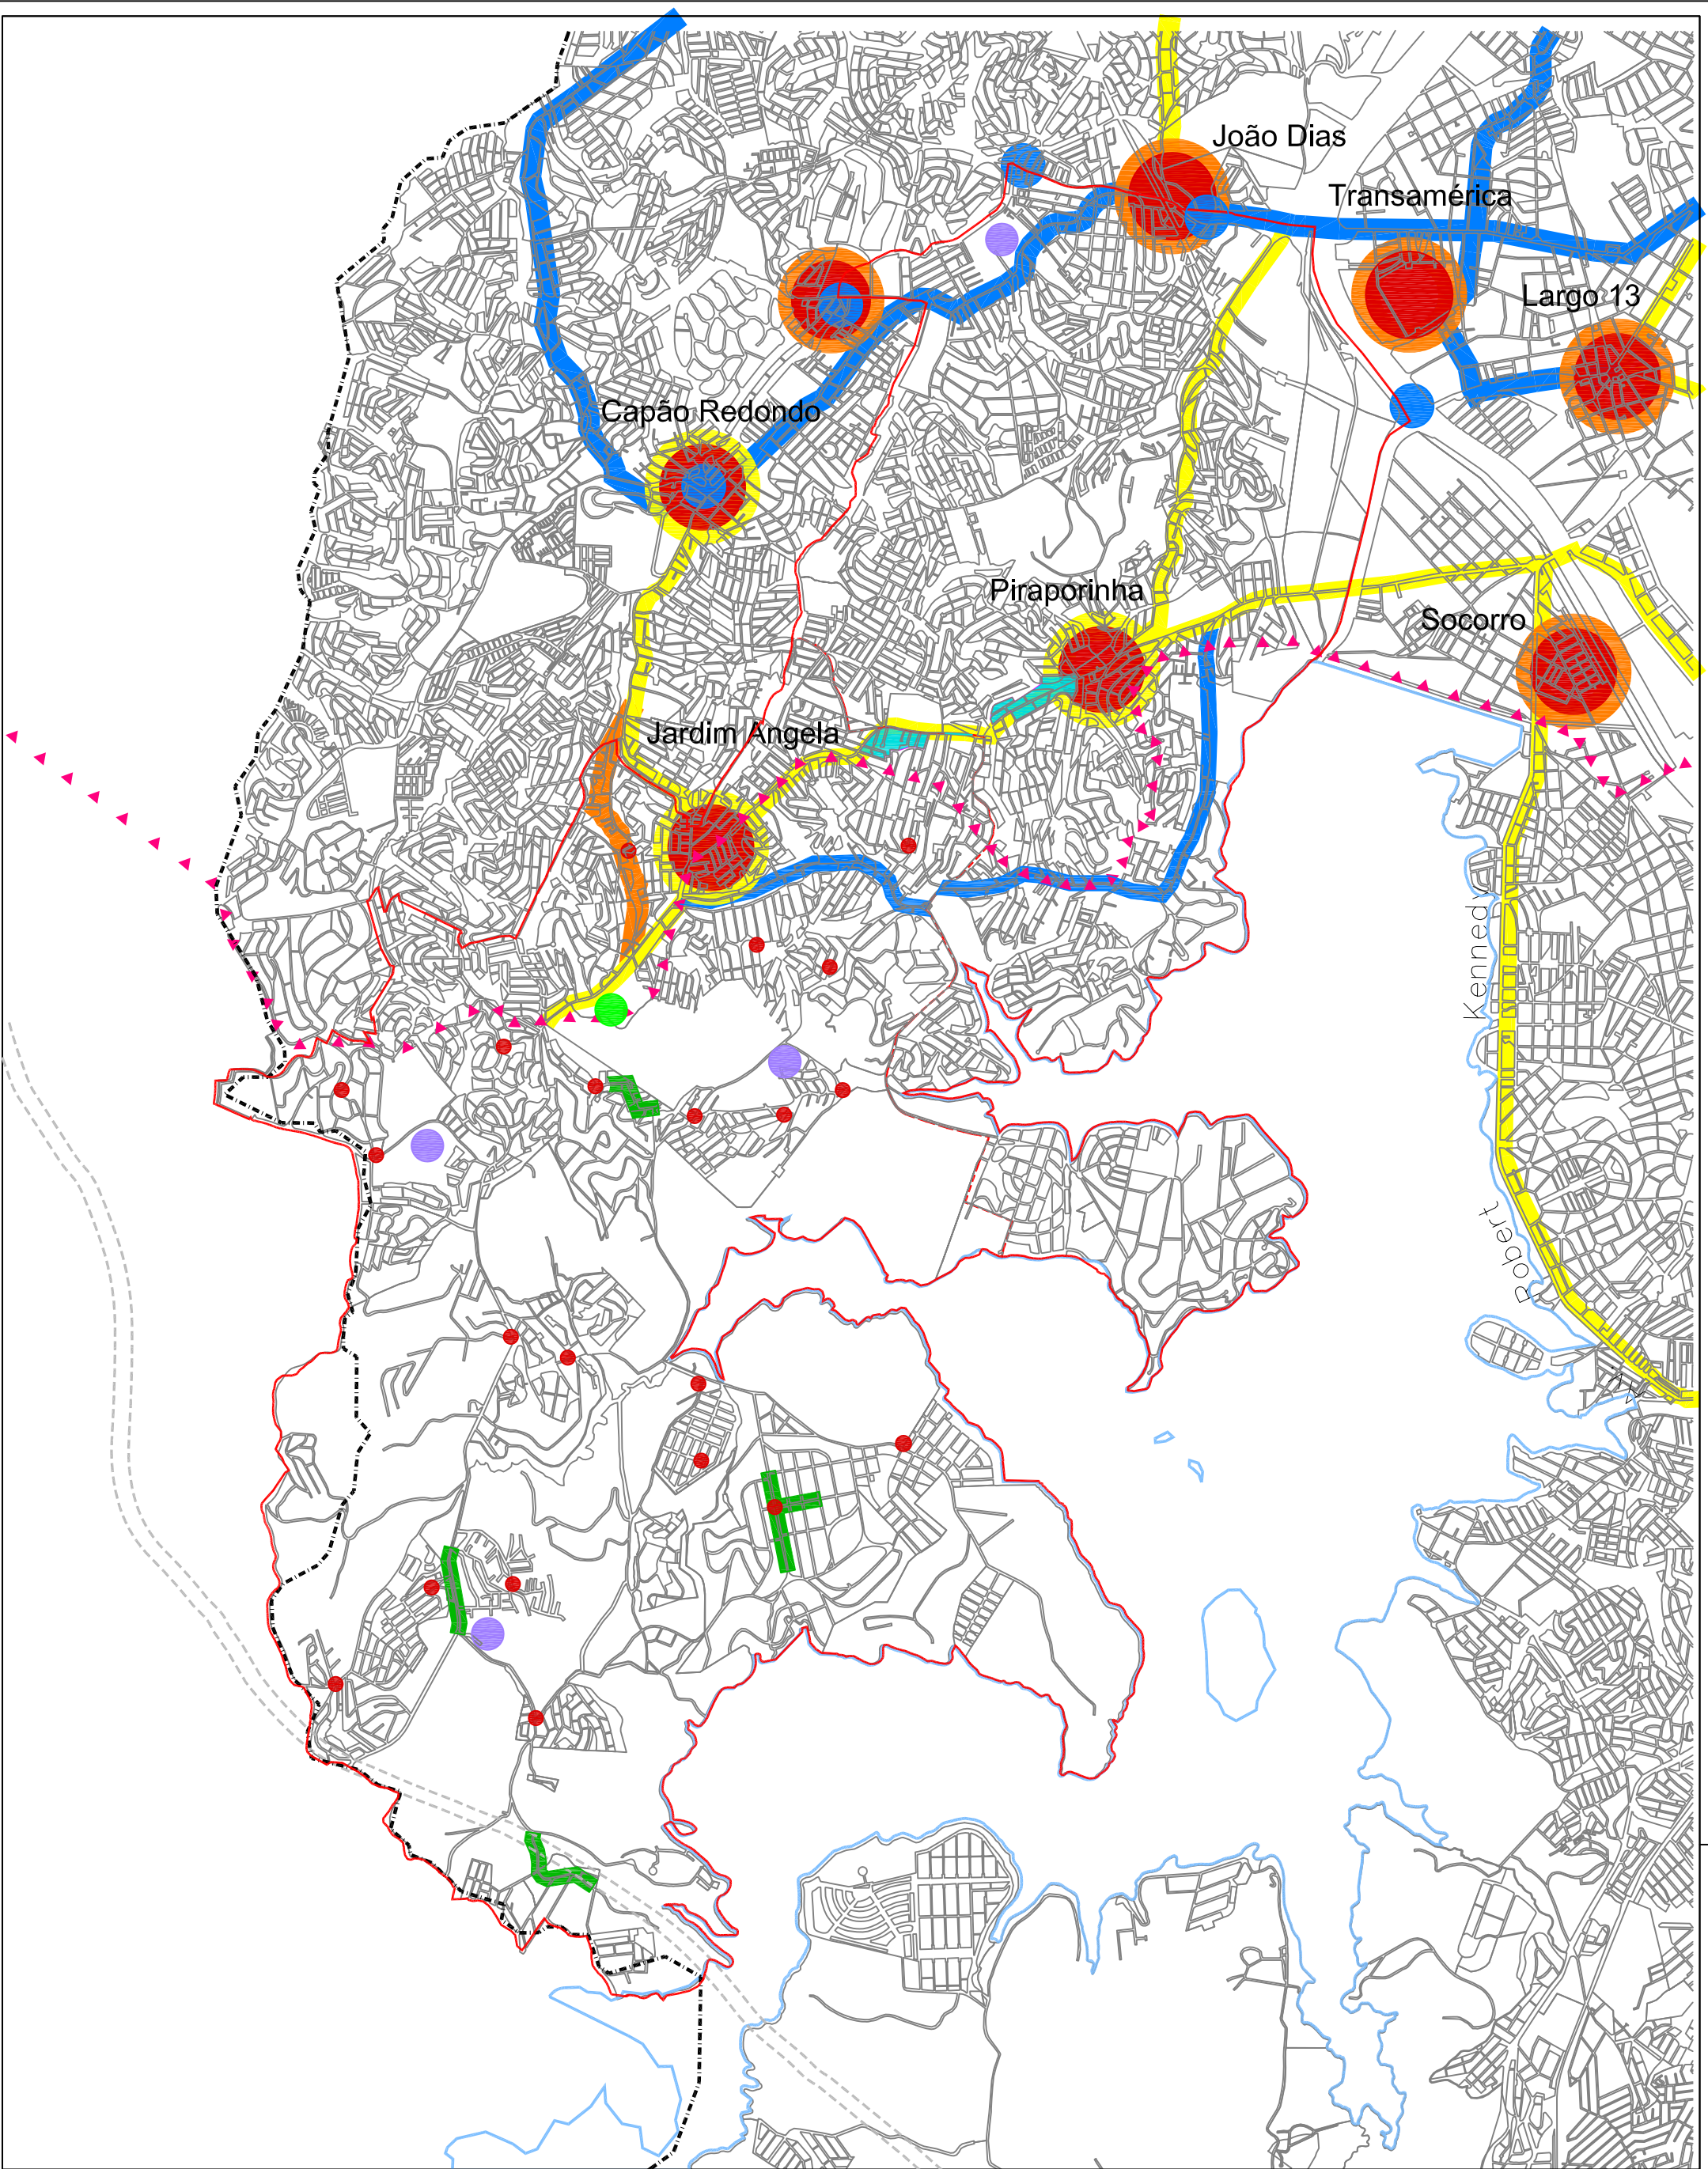 João Dias
Transamérica
Largo 13
Capão Redondo
Piraporinha
Socorro
Jardim Angela
Kennedy
Robert